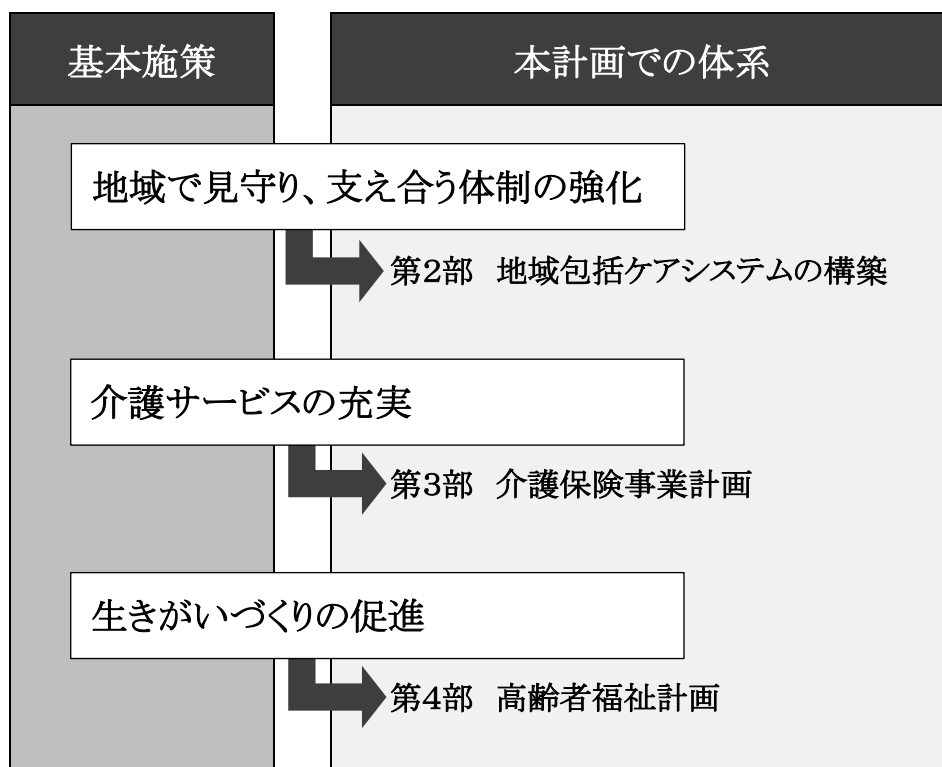 基本施策
本計画での体系
地域で見守り、支え合う体制の強化
第2部　地域包括ケアシステムの構築
介護サービスの充実
第3部　介護保険事業計画
生きがいづくりの促進
第4部　高齢者福祉計画